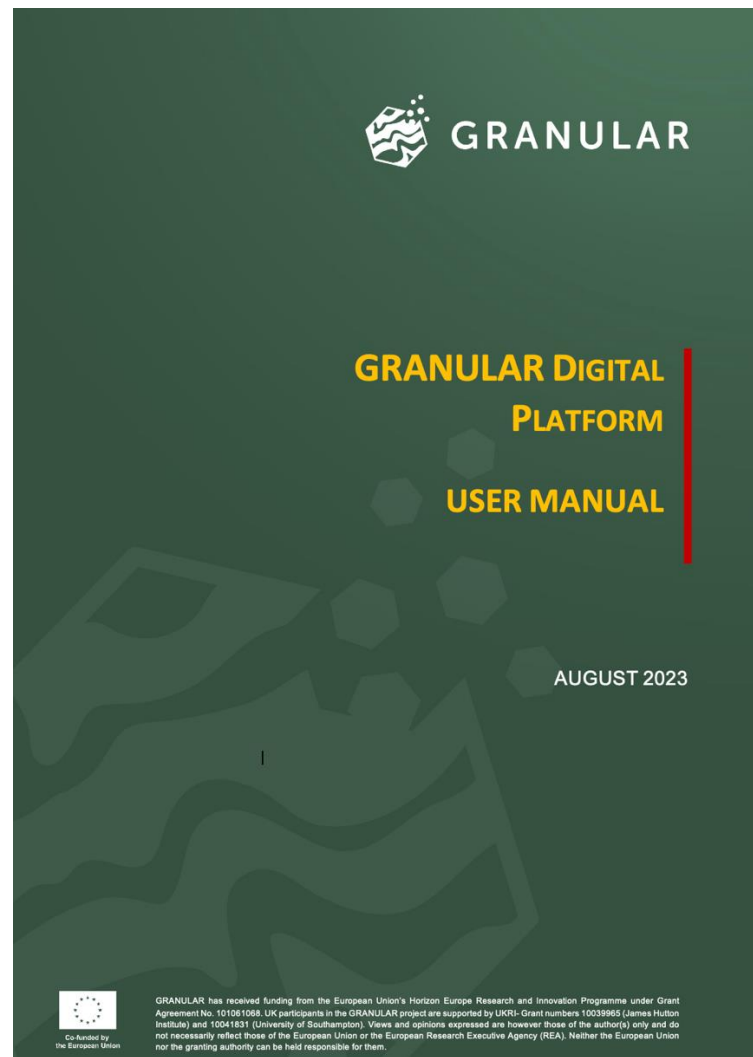 GRANULAR
GRANULAR DIGITAL
PLATFORM
USER MANUAL
AUGUST 2023
Co-funded by
the European Union
GRANULAR has received funding from the European Union's Horizon Europe Research and Innovation Programme under Grant
Agreement No. 101061068. UK participants in the GRANULAR project are supported by UKRI- Grant numbers 10039965 (James Hutton
Institute) and 10041831 (University of Southampton). Views and opinions expressed are however those of the author(s) only and do
not necessarily reflect those of the European Union or the European Research Executive Agency (REA). Neither the European Union
nor the granting authority can be held responsible for them.